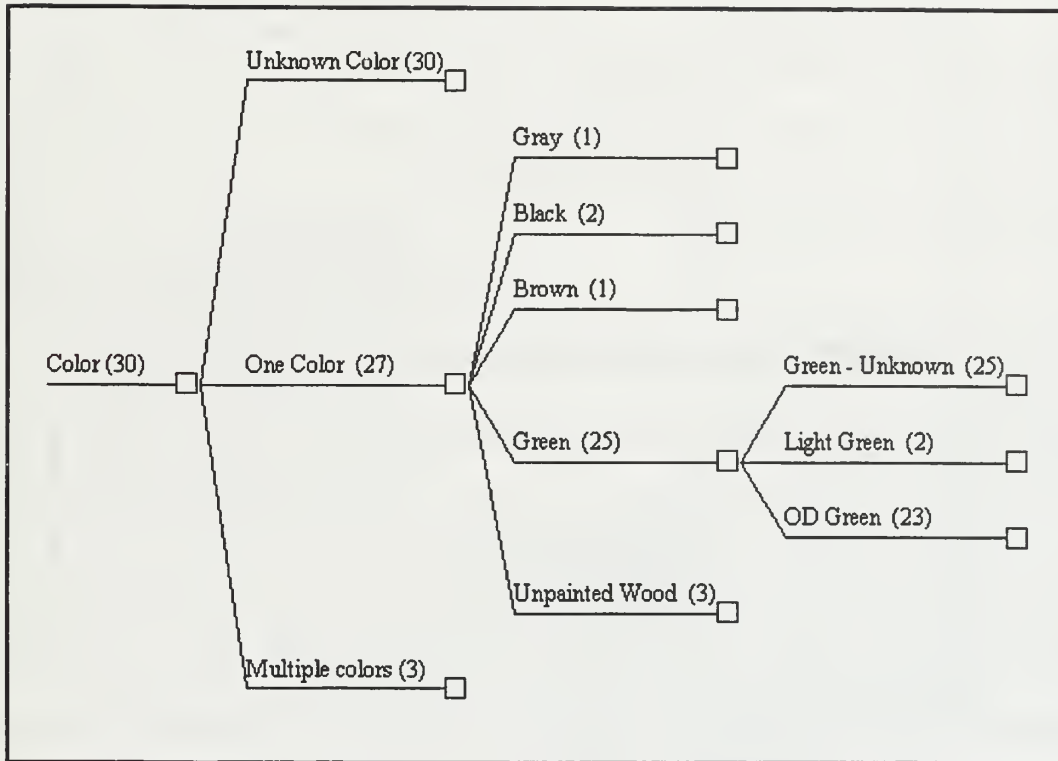 Unknown Color (30)
Gray (1)
Black (2)
Brown (1)
Color (30)
One Color (27)
Green - Unknown (25)
Green (25)
Light Green (2)
OD Green (23)
Unpainted Wood (3)
Multiple colors (3)